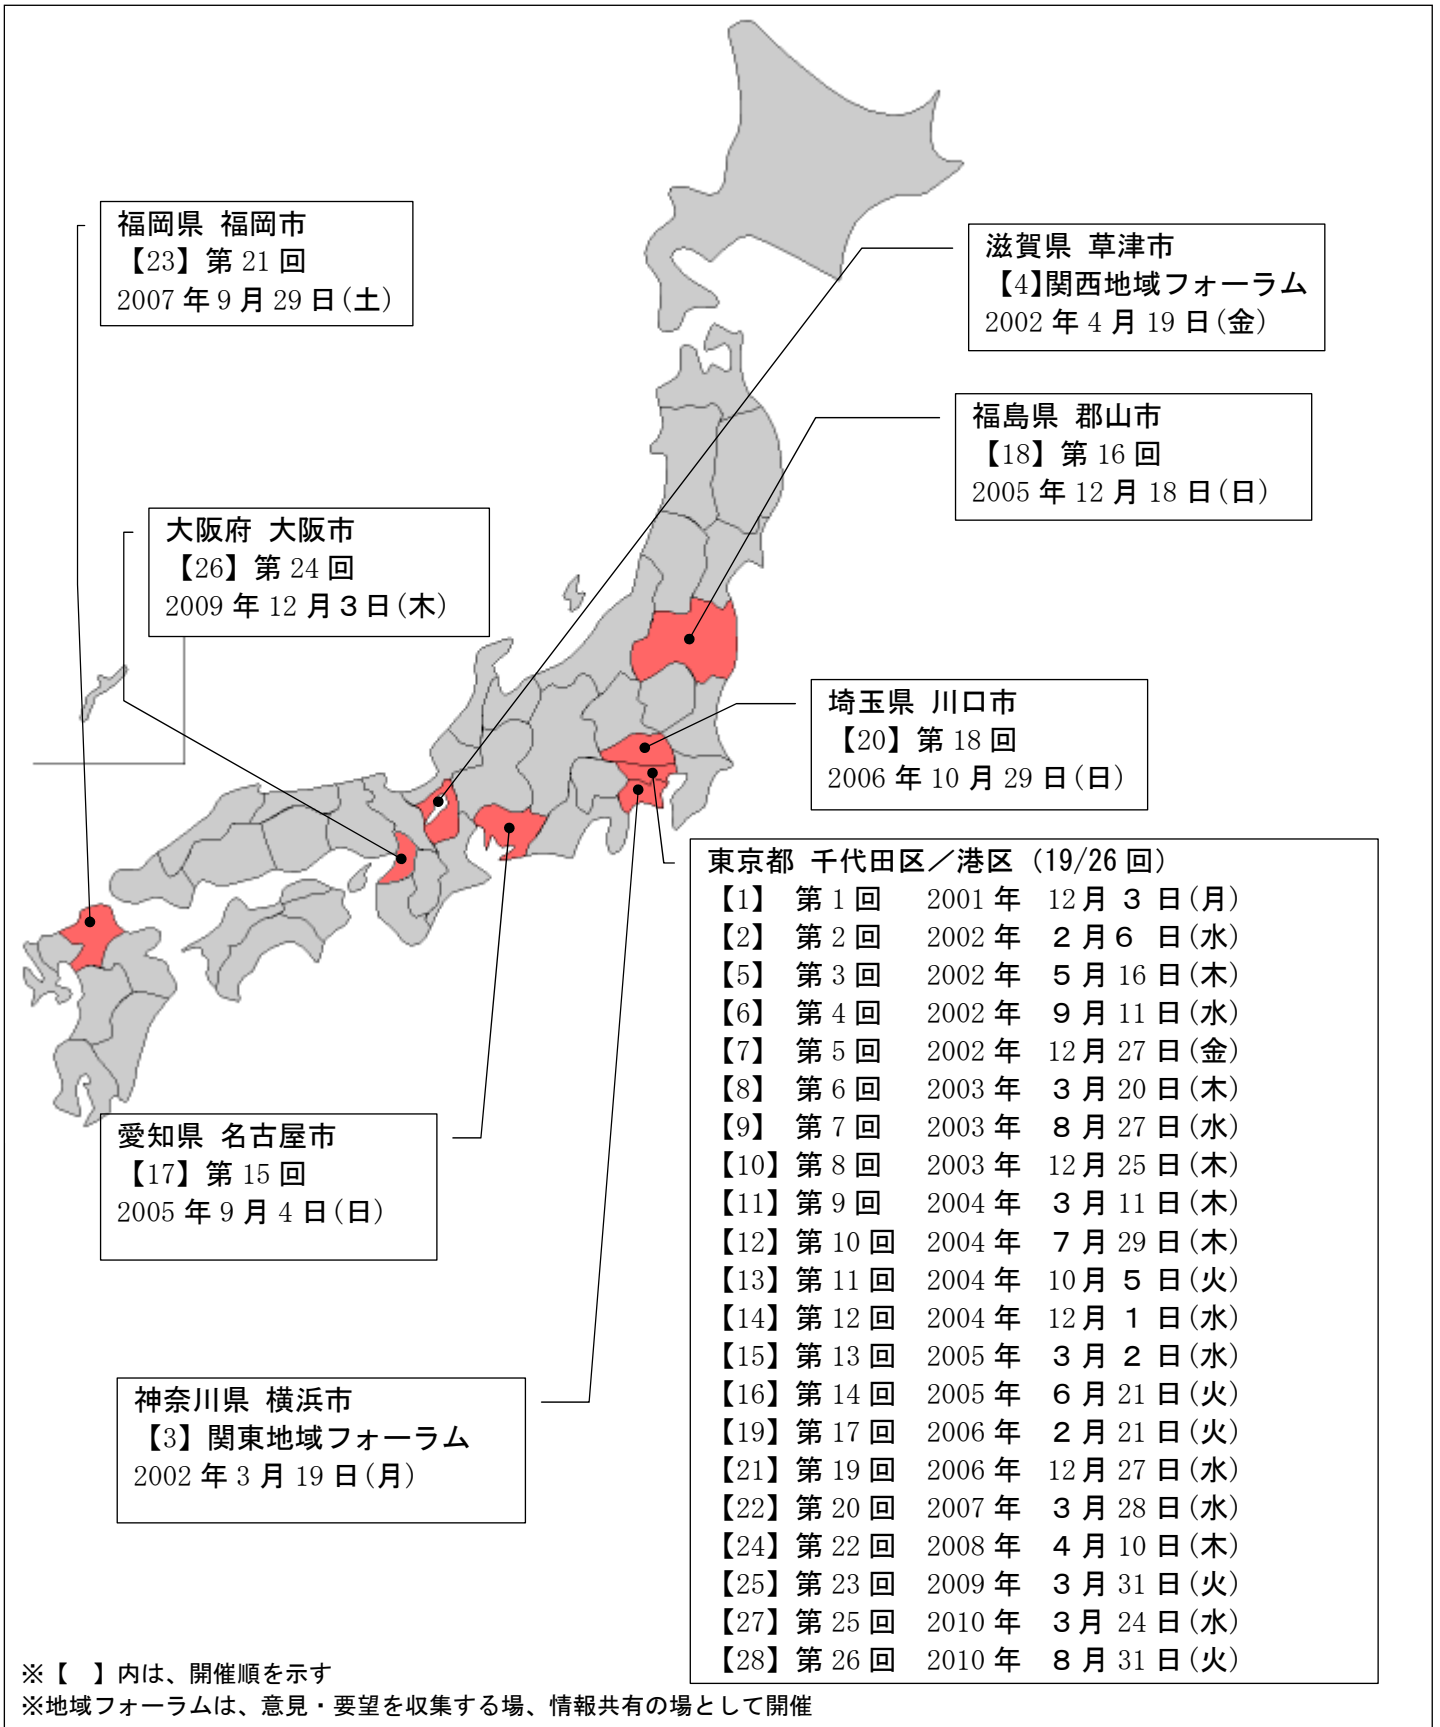 福岡県 福岡市
【23】第 21 回
2007 年 9 月 29 日(土)
滋賀県 草津市
【4】関西地域フォーラム
2002 年 4 月 19 日(金)
福島県 郡山市
【18】第 16 回
2005 年 12 月 18 日(日)
大阪府 大阪市
【26】第 24 回
2009 年 12 月３日(木)
埼玉県 川口市
【20】第 18 回
2006 年 10 月 29 日(日)
東京都 千代田区／港区 (19/26 回)
【1】 第 1 回 2001 年 12 月 ３ 日(月)
【2】 第 2 回 2002 年 ２ 月 ６ 日(水)
【5】 第 3 回 2002 年 ５ 月 16 日(木)
【6】 第 4 回 2002 年 ９ 月 11 日(水)
【7】 第 5 回 2002 年 12 月 27 日(金)
【8】 第 6 回 2003 年 ３ 月 20 日(木)
【9】 第 7 回 2003 年 ８ 月 27 日(水)
【10】第 8 回 2003 年 12 月 25 日(木)
【11】第 9 回 2004 年 ３ 月 11 日(木)
【12】第 10 回 2004 年 ７ 月 29 日(木)
【13】第 11 回 2004 年 10 月 ５ 日(火)
【14】第 12 回 2004 年 12 月 １ 日(水)
【15】第 13 回 2005 年 ３ 月 ２ 日(水)
【16】第 14 回 2005 年 ６ 月 21 日(火)
【19】第 17 回 2006 年 ２ 月 21 日(火)
【21】第 19 回 2006 年 12 月 27 日(水)
【22】第 20 回 2007 年 ３ 月 28 日(水)
【24】第 22 回 2008 年 ４ 月 10 日(木)
【25】第 23 回 2009 年 ３ 月 31 日(火)
【27】第 25 回 2010 年 ３月 24 日(水)
【28】第 26 回 2010 年 ８ 月 31 日(火)
愛知県 名古屋市
【17】第 15 回
2005 年 9 月 4 日(日)
神奈川県 横浜市
【3】関東地域フォーラム
2002 年 3 月 19 日(月)
※【 】内は、開催順を示す
※地域フォーラムは、意見・要望を収集する場、情報共有の場として開催